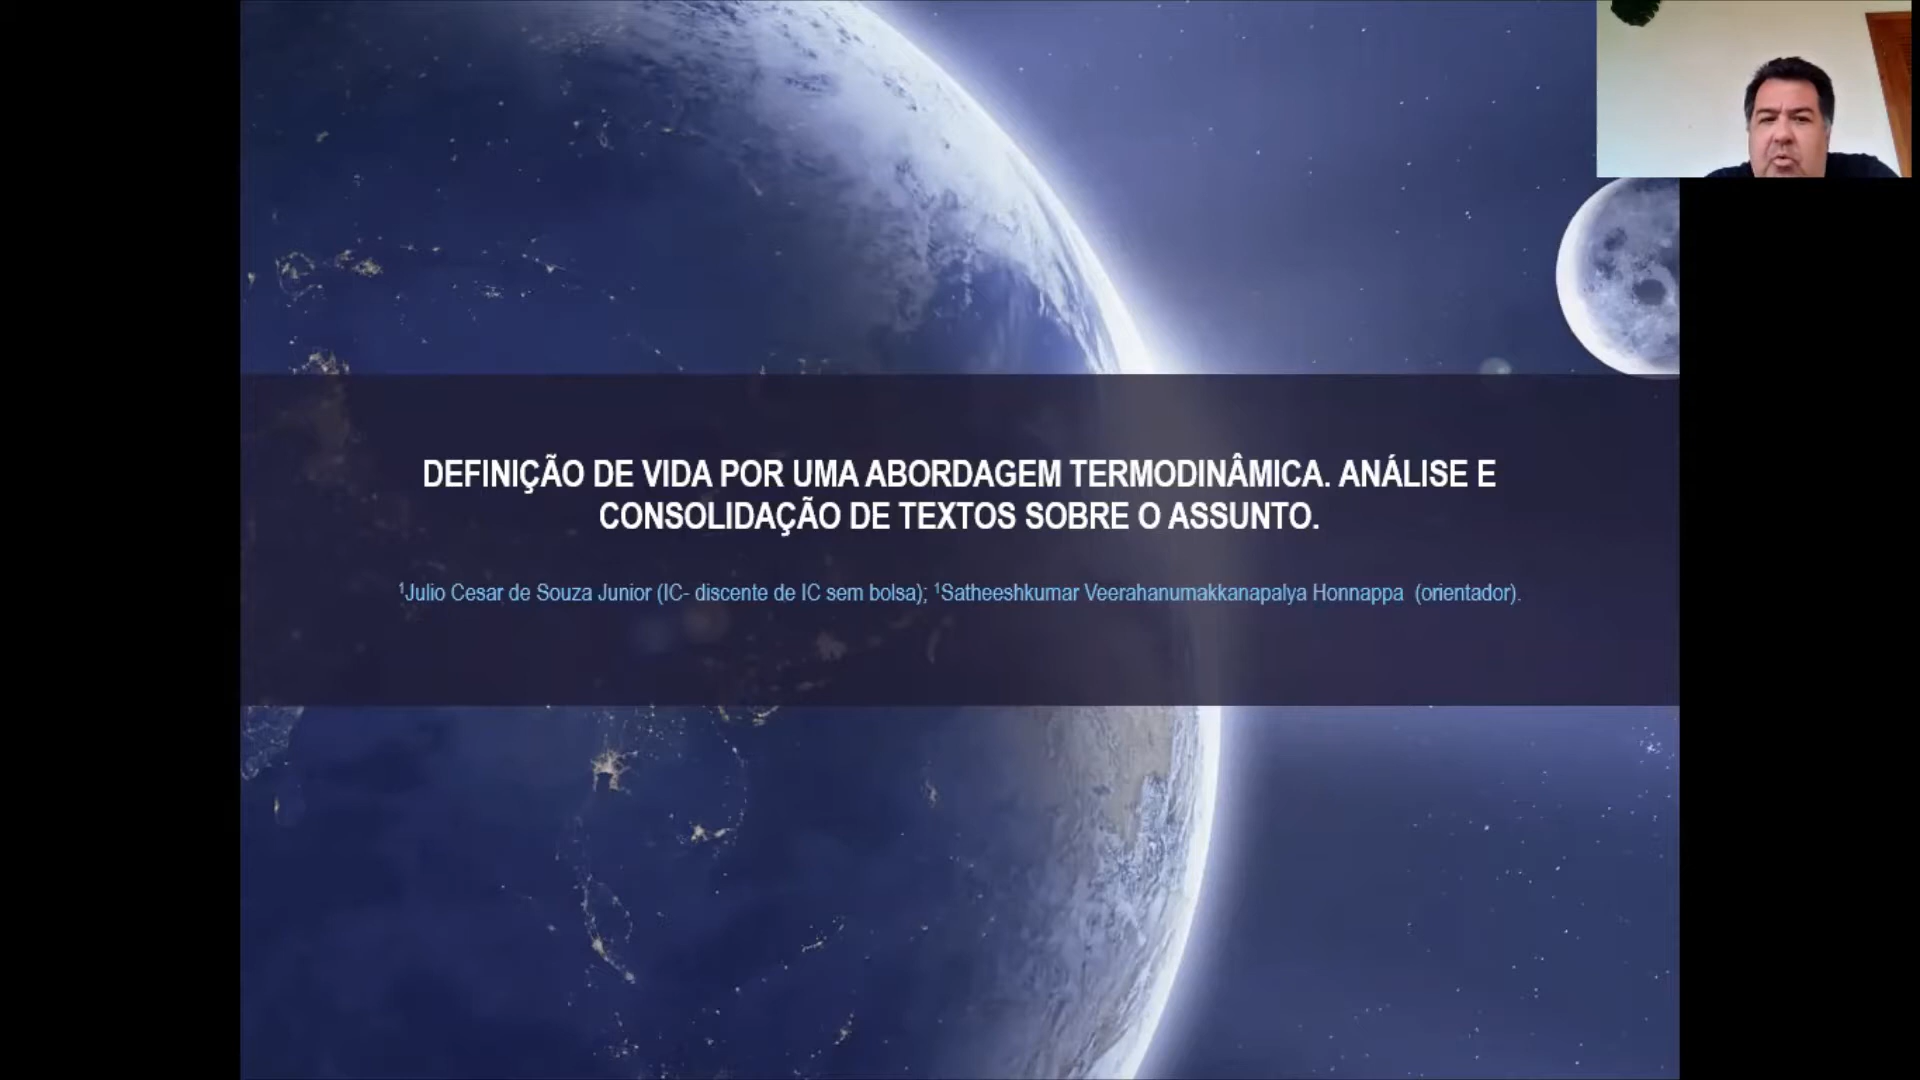 DEFINIÇÃO DE VIDA POR UMA ABORDAGEM TERMODINÂMICA. ANÁLISE E
CONSOLIDAÇÃO DE TEXTOS SOBRE O ASSUNTO.
¹Julio Cesar de Souza Junior (IC- discente de IC sem bolsa); ¹Satheeshkumar Veerahanumakkanapalya Honnappa (orientador).